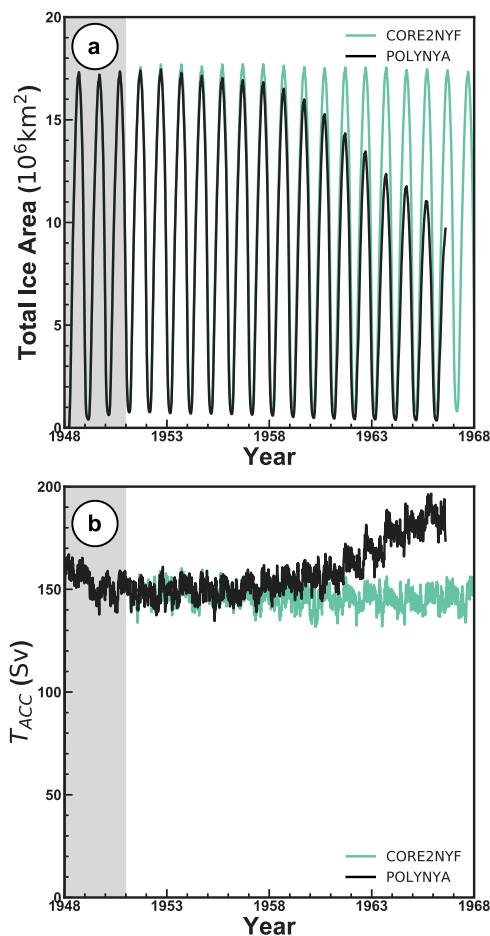 20
a
CORE2NYF
POLYNYA
15
10
5
0
Total Ice Area (10⁶km²)
1948 1953 1958 1963 1968
Year
200
b
150
100
50
0
T_ACC (Sv)
CORE2NYF
POLYNYA
1948 1953 1958 1963 1968
Year